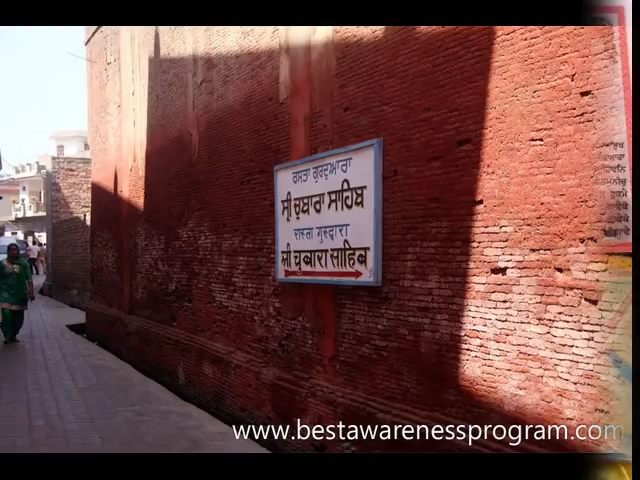 ਰਸਤਾ ਗੁਰਦੁਆਰਾ
ਸ੍ਰੀ ਚੁਬਾਰਾ ਸਾਹਿਬ
रास्ता गुरुद्वारा
श्री चुबारा साहिब
www.bestawarenessprogram.com